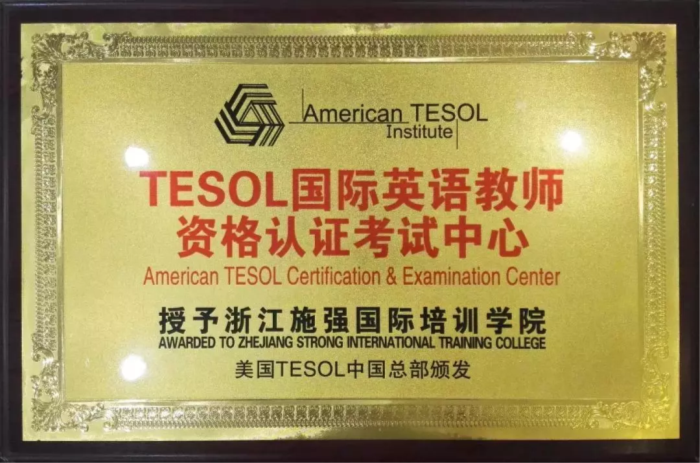 American TESOL
Institute
TESOL国际英语教师
资格认证考试中心
American TESOL Certification & Examination Center
授予浙江施强国际培训学院
AWARDED TO ZHEJIANG STRONG INTERNATIONAL TRAINING COLLEGE
美国TESOL中国总部颁发